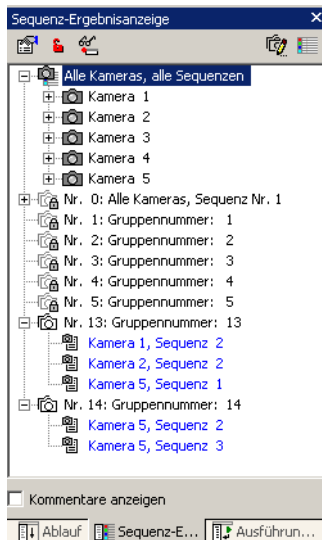 Sequenz-Ergebnisanzeige
Alle Kameras, alle Sequenzen
Kamera 1
Kamera 2
Kamera 3
Kamera 4
Kamera 5
Nr. 0: Alle Kameras, Sequenz Nr. 1
Nr. 1: Gruppennummer: 1
Nr. 2: Gruppennummer: 2
Nr. 3: Gruppennummer: 3
Nr. 4: Gruppennummer: 4
Nr. 5: Gruppennummer: 5
Nr. 13: Gruppennummer: 13
Kamera 1, Sequenz 2
Kamera 2, Sequenz 2
Kamera 5, Sequenz 1
Nr. 14: Gruppennummer: 14
Kamera 5, Sequenz 2
Kamera 5, Sequenz 3
Kommentare anzeigen
Ablauf Sequenz-E... Ausführun...